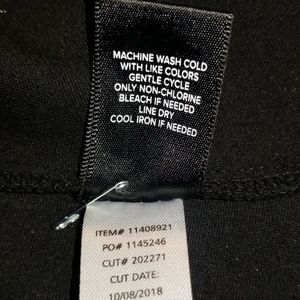 MACHINE WASH COLD
WITH LIKE COLORS
GENTLE CYCLE
ONLY NON-CHLORINE
BLEACH IF NEEDED
LINE DRY
COOL IRON IF NEEDED
ITEM# 11408921
PO# 1145246
CUT# 202271
CUT DATE:
10/08/2018